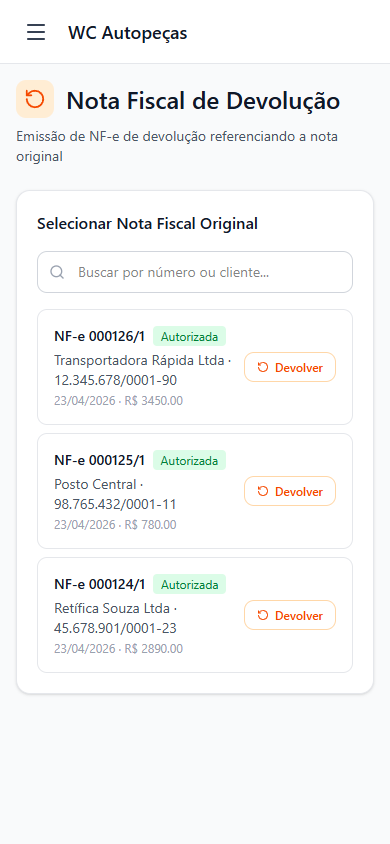 WC Autopeças
Nota Fiscal de Devolução
Emissão de NF-e de devolução referenciando a nota
original
Selecionar Nota Fiscal Original
Buscar por número ou cliente...
NF-e 000126/1 Autorizada
Transportadora Rápida Ltda ·
12.345.678/0001-90
23/04/2026 · R$ 3450.00
Devolver
NF-e 000125/1 Autorizada
Posto Central ·
98.765.432/0001-11
23/04/2026 · R$ 780.00
Devolver
NF-e 000124/1 Autorizada
Retífica Souza Ltda ·
45.678.901/0001-23
23/04/2026 · R$ 2890.00
Devolver